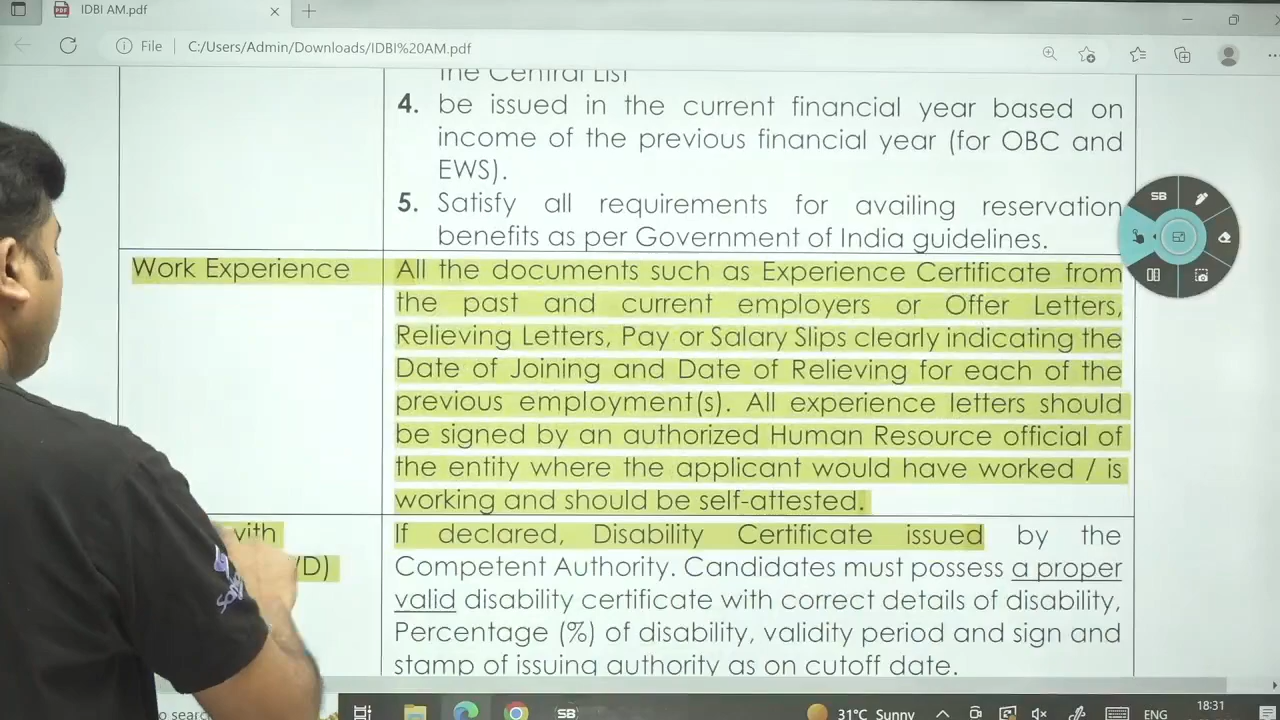 IDBI AM.pdf
File
C:/Users/Admin/Downloads/IDBI%20AM.pdf
the Central List
4. be issued in the current financial year based on
income of the previous financial year (for OBC and
EWS).
5. Satisfy all requirements for availing reservation
benefits as per Government of India guidelines.
SB
Work Experience
All the documents such as Experience Certificate from
the past and current employers or Offer Letters,
Relieving Letters, Pay or Salary Slips clearly indicating the
Date of Joining and Date of Relieving for each of the
previous employment(s). All experience letters should
be signed by an authorized Human Resource official of
the entity where the applicant would have worked / is
working and should be self-attested.
with
/D)
If declared, Disability Certificate issued by the
Competent Authority. Candidates must possess a proper
valid disability certificate with correct details of disability,
Percentage (%) of disability, validity period and sign and
stamp of issuing authority as on cutoff date.
SB
31°C Sunny
ENG
18:31